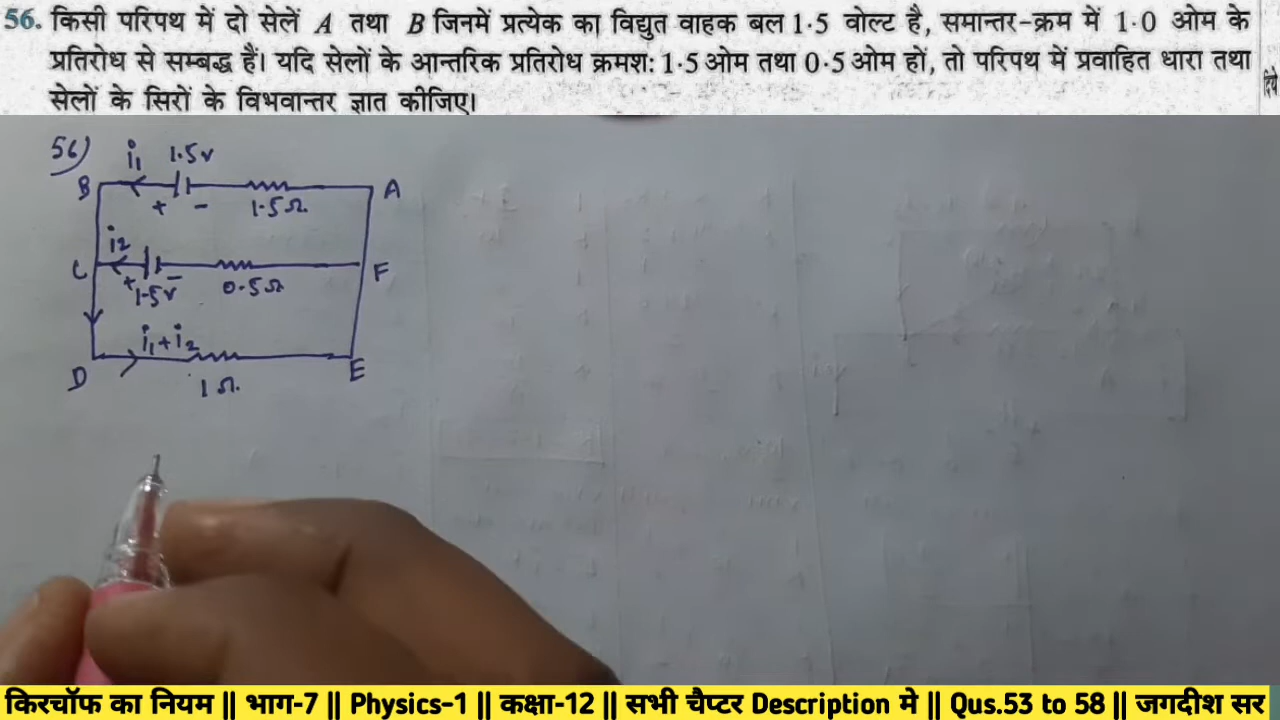 56. किसी परिपथ में दो सेलें A तथा B जिनमें प्रत्येक का विद्युत वाहक बल 1·5 वोल्ट है, समान्तर-क्रम में 1·0 ओम के
प्रतिरोध से सम्बद्ध हैं। यदि सेलों के आन्तरिक प्रतिरोध क्रमश: 1·5 ओम तथा 0·5 ओम हों, तो परिपथ में प्रवाहित धारा तथा
सेलों के सिरों के विभवान्तर ज्ञात कीजिए।
56)
i₁ 1.5v
B A
+ - 1.5Ω
i₂
C F
+ - 1.5v 0.5Ω
i₁+i₂
D E
1Ω
किरचॉफ का नियम || भाग-7 || Physics-1 || कक्षा-12 || सभी चैप्टर Description मे || Qus.53 to 58 || जगदीश सर